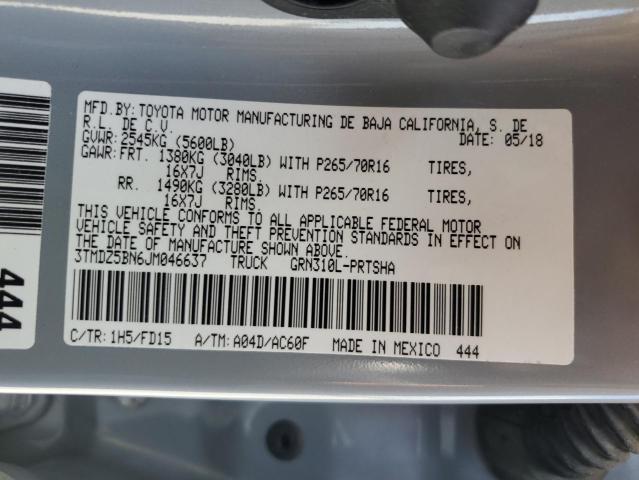 MFD.BY:TOYOTA MOTOR MANUFACTURING DE BAJA CALIFORNIA, S. DE
R.L. DE C.V. 05/18
GVWR:2545KG (5600LB) DATE:
GAWR:FRT. 1380KG (3040LB) WITH P265/70R16 TIRES,
16X7J RIMS
RR. 1490KG (3280LB) WITH P265/70R16 TIRES,
16X7J RIMS
THIS VEHICLE CONFORMS TO ALL APPLICABLE FEDERAL MOTOR
VEHICLE SAFETY AND THEFT PREVENTION STANDARDS IN EFFECT ON
THE DATE OF MANUFACTURE SHOWN ABOVE.
3TMDZ5BN6JM046637 TRUCK GRN310L-PRTSHA
C/TR:1H5/FD15 A/TM:A04D/AC60F MADE IN MEXICO 444
444